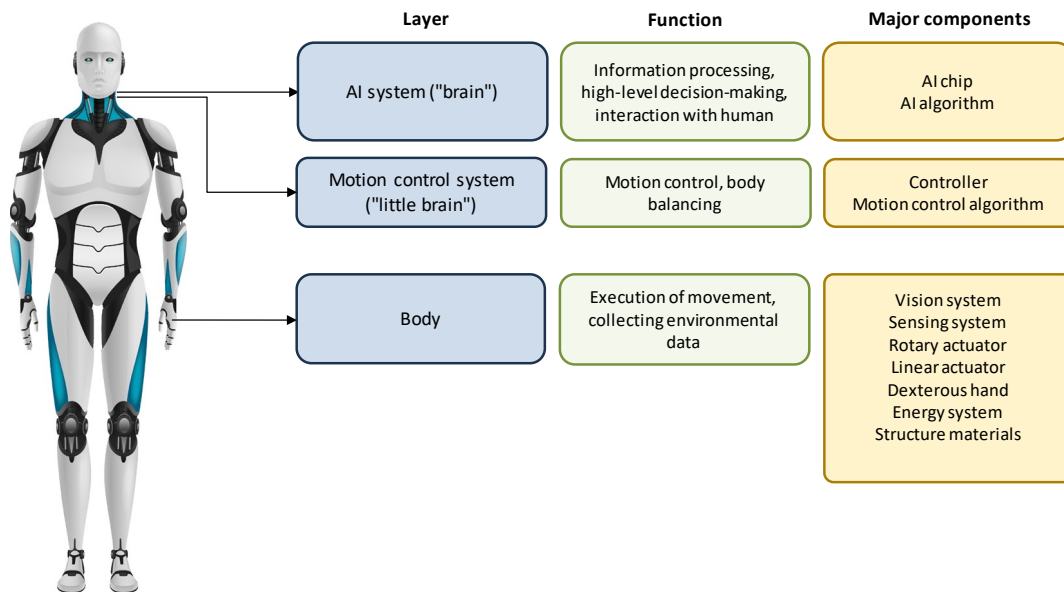 Layer
Function
Major components
AI system ("brain")
Information processing,
high-level decision-making,
interaction with human
AI chip
AI algorithm
Motion control system
("little brain")
Motion control, body
balancing
Controller
Motion control algorithm
Body
Execution of movement,
collecting environmental
data
Vision system
Sensing system
Rotary actuator
Linear actuator
Dexterous hand
Energy system
Structure materials